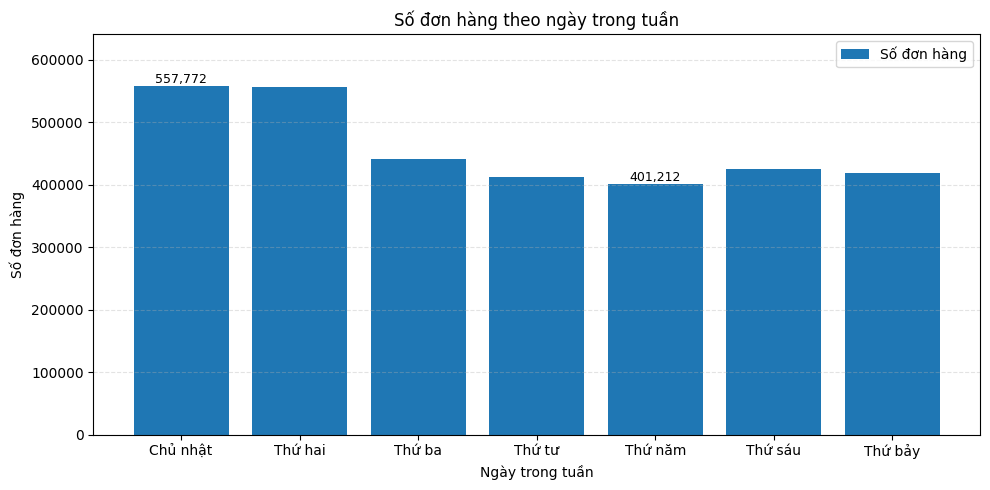 Số đơn hàng theo ngày trong tuần
Số đơn hàng
600000
500000
400000
300000
200000
100000
0
Số đơn hàng
557,772
401,212
Chủ nhật
Thứ hai
Thứ ba
Thứ tư
Thứ năm
Thứ sáu
Thứ bảy
Ngày trong tuần